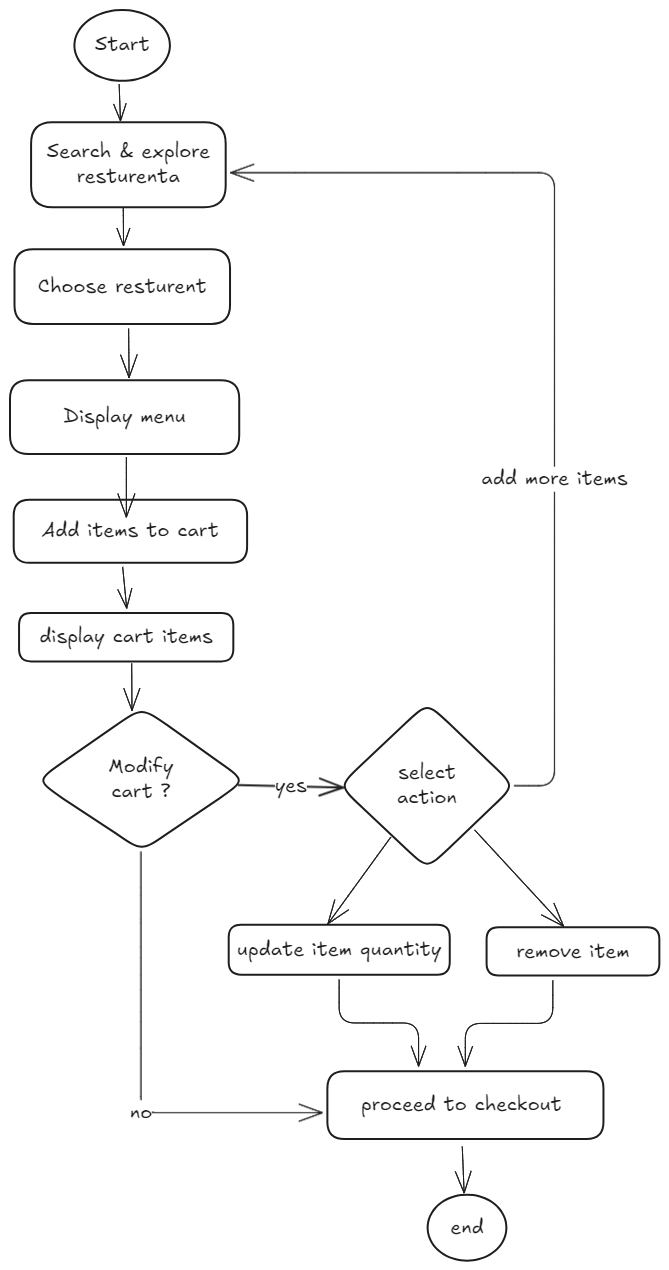 Start
Search & explore
resturenta
Choose resturent
Display menu
add more items
Add items to cart
display cart items
Modify
cart ?
yes
select
action
update item quantity
remove item
proceed to checkout
no
end